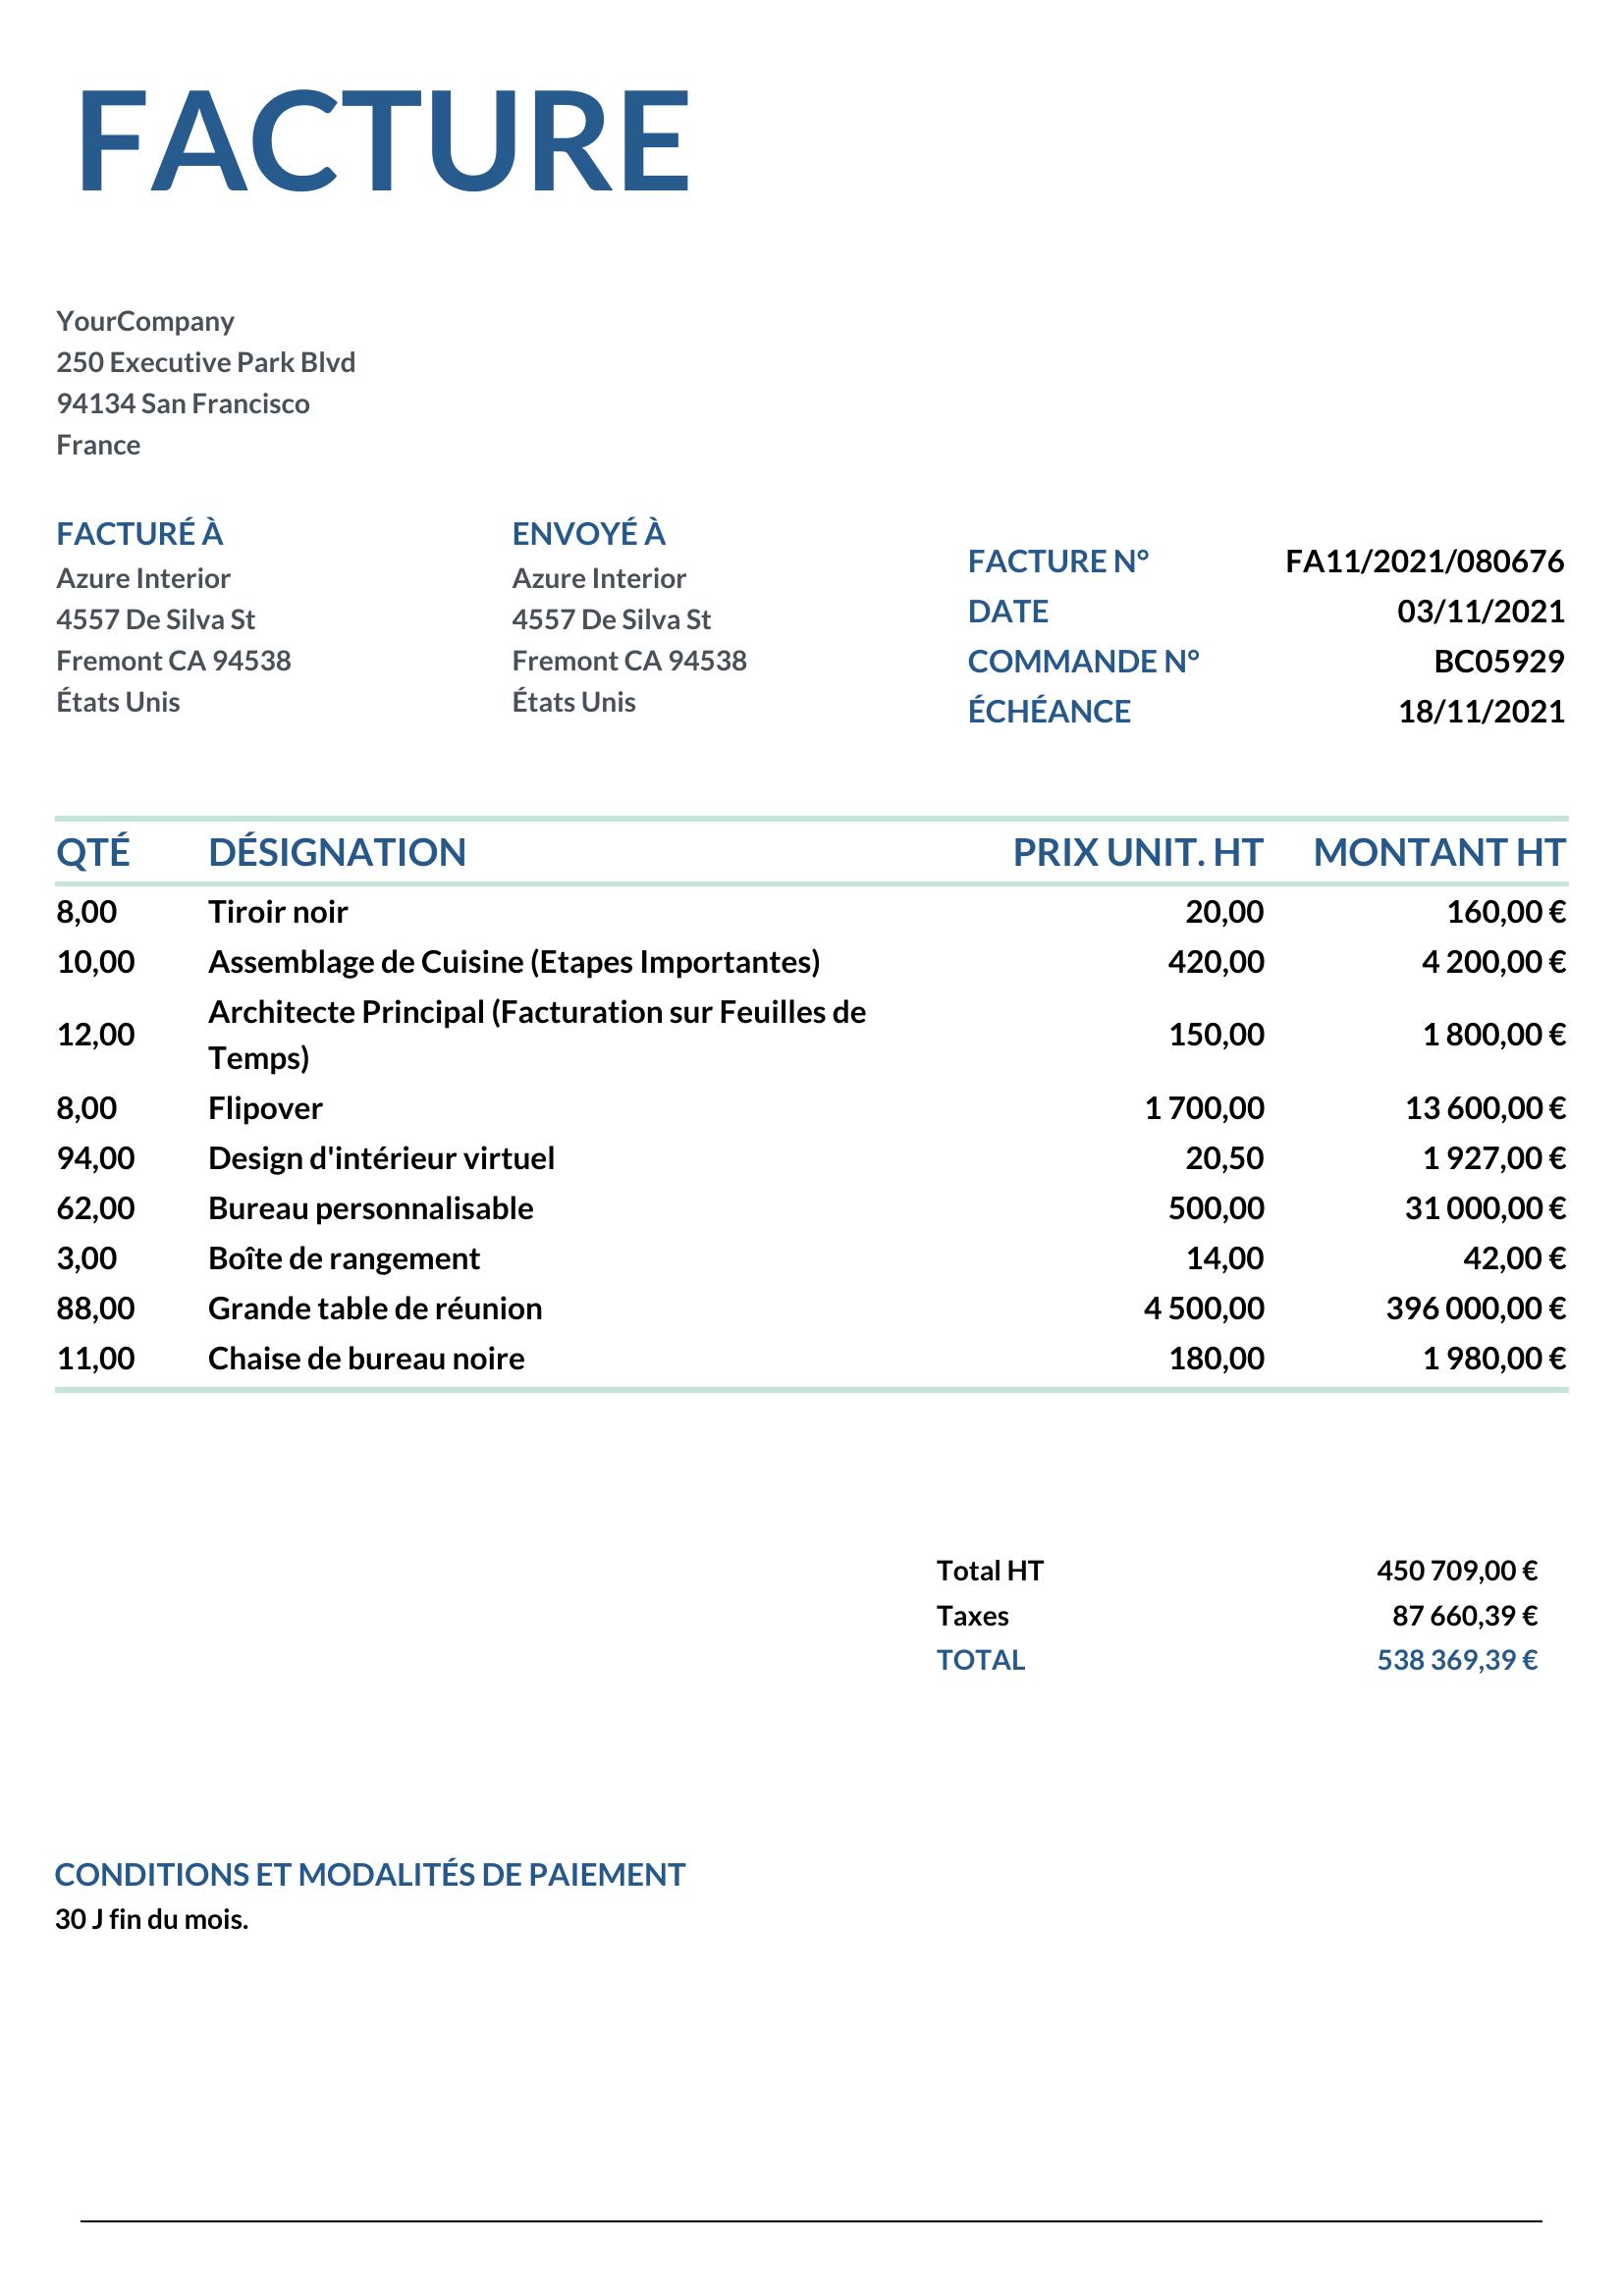 FACTURE
YourCompany
250 Executive Park Blvd
94134 San Francisco
France
FACTURÉ À
Azure Interior
4557 De Silva St
Fremont CA 94538
États Unis
ENVOYÉ À
Azure Interior
4557 De Silva St
Fremont CA 94538
États Unis
FACTURE N° FA11/2021/080676
DATE 03/11/2021
COMMANDE N° BC05929
ÉCHÉANCE 18/11/2021
QTÉ DÉSIGNATION PRIX UNIT. HT MONTANT HT
8,00 Tiroir noir 20,00 160,00 €
10,00 Assemblage de Cuisine (Etapes Importantes) 420,00 4 200,00 €
12,00 Architecte Principal (Facturation sur Feuilles de
Temps) 150,00 1 800,00 €
8,00 Flipover 1 700,00 13 600,00 €
94,00 Design d'intérieur virtuel 20,50 1 927,00 €
62,00 Bureau personnalisable 500,00 31 000,00 €
3,00 Boîte de rangement 14,00 42,00 €
88,00 Grande table de réunion 4 500,00 396 000,00 €
11,00 Chaise de bureau noire 180,00 1 980,00 €
Total HT 450 709,00 €
Taxes 87 660,39 €
TOTAL 538 369,39 €
CONDITIONS ET MODALITÉS DE PAIEMENT
30 J fin du mois.